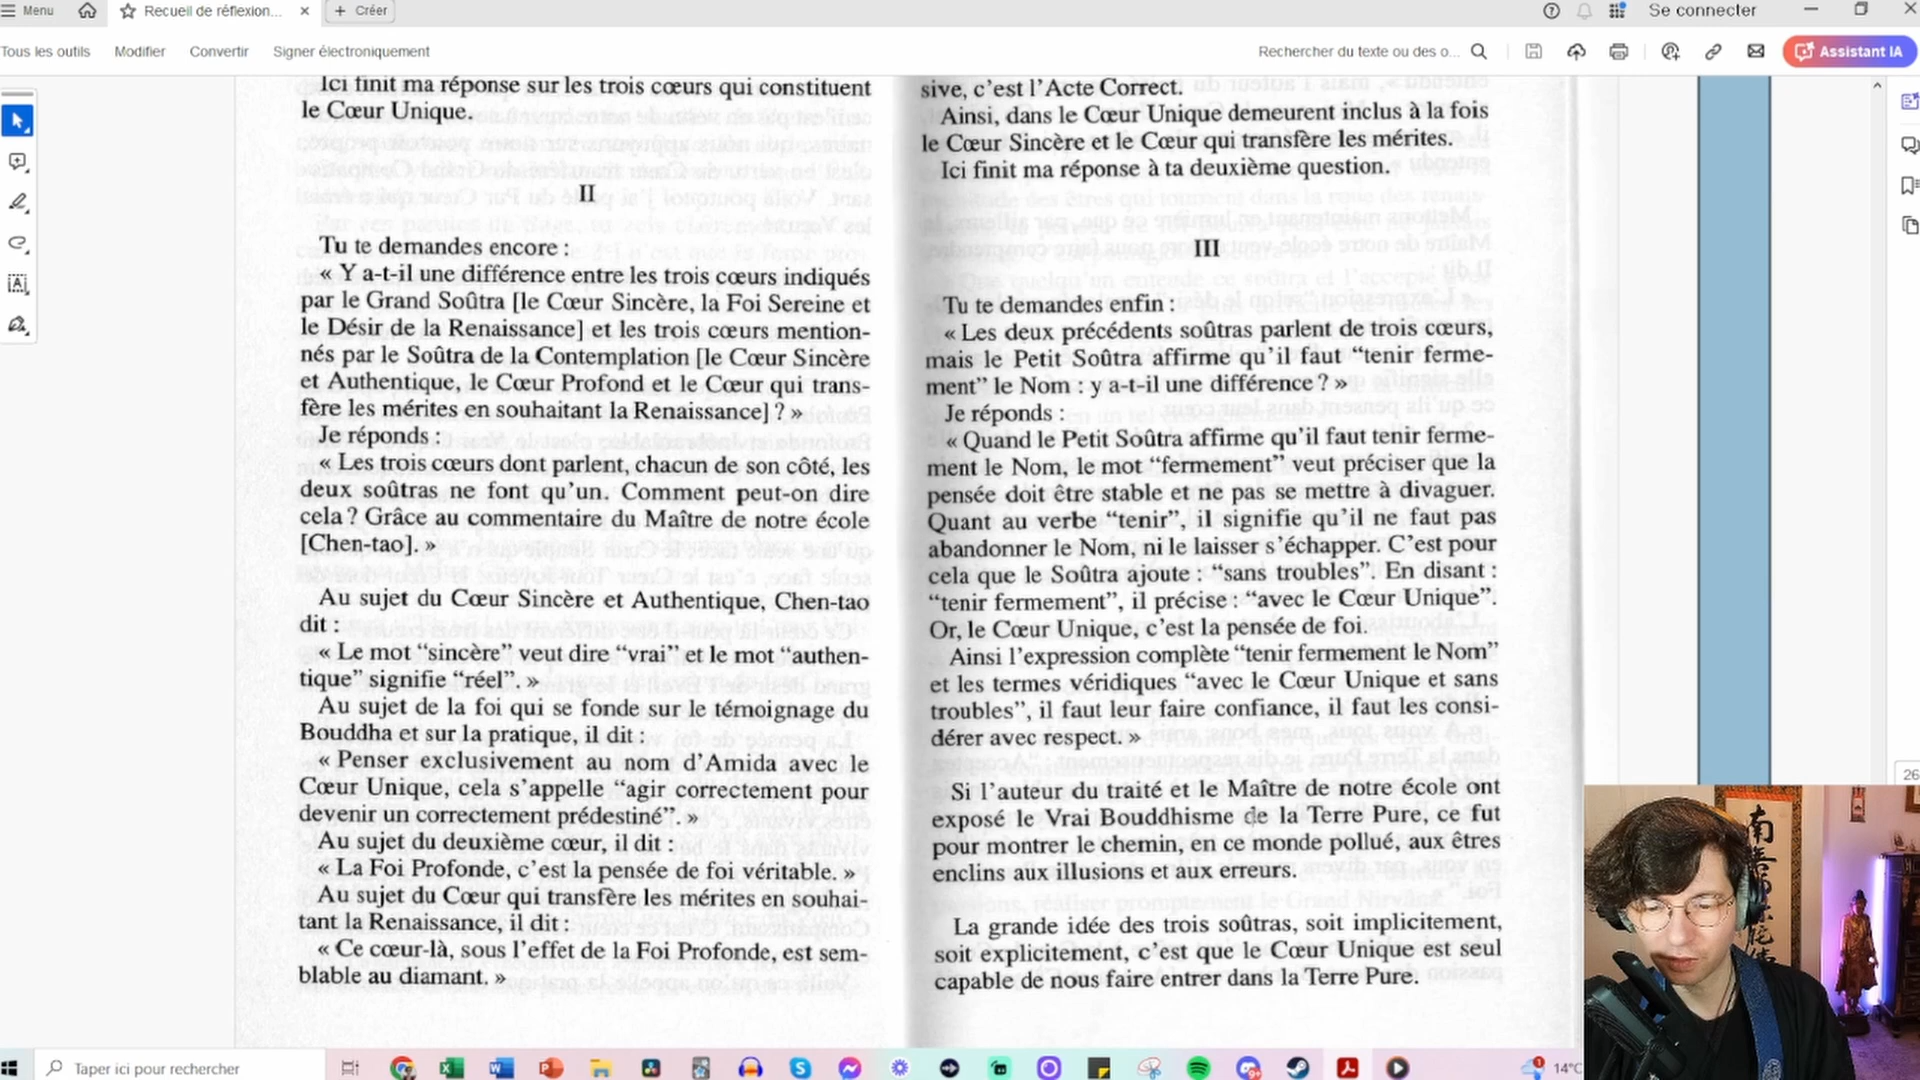 Menu
Recueil de réflexion...
Créer
Se connecter
Tous les outils
Modifier
Convertir
Signer électroniquement
Rechercher du texte ou des o...
Assistant IA
Ici finit ma réponse sur les trois cœurs qui constituent
le Cœur Unique.
II
Tu te demandes encore :
« Y a-t-il une différence entre les trois cœurs indiqués
par le Grand Soûtra [le Cœur Sincère, la Foi Sereine et
le Désir de la Renaissance] et les trois cœurs mention-
nés par le Soûtra de la Contemplation [le Cœur Sincère
et Authentique, le Cœur Profond et le Cœur qui trans-
fère les mérites en souhaitant la Renaissance] ? »
Je réponds :
« Les trois cœurs dont parlent, chacun de son côté, les
deux soûtras ne font qu'un. Comment peut-on dire
cela ? Grâce au commentaire du Maître de notre école
[Chen-tao]. »
Au sujet du Cœur Sincère et Authentique, Chen-tao
dit :
« Le mot “sincère” veut dire “vrai” et le mot “authen-
tique” signifie “réel”. »
Au sujet de la foi qui se fonde sur le témoignage du
Bouddha et sur la pratique, il dit :
« Penser exclusivement au nom d'Amida avec le
Cœur Unique, cela s'appelle “agir correctement pour
devenir un correctement prédestiné”. »
Au sujet du deuxième cœur, il dit :
« La Foi Profonde, c'est la pensée de foi véritable. »
Au sujet du Cœur qui transfère les mérites en souhai-
tant la Renaissance, il dit :
« Ce cœur-là, sous l'effet de la Foi Profonde, est sem-
blable au diamant. »
sive, c'est l'Acte Correct.
Ainsi, dans le Cœur Unique demeurent inclus à la fois
le Cœur Sincère et le Cœur qui transfère les mérites.
Ici finit ma réponse à ta deuxième question.
III
Tu te demandes enfin :
« Les deux précédents soûtras parlent de trois cœurs,
mais le Petit Soûtra affirme qu'il faut “tenir ferme-
ment” le Nom : y a-t-il une différence ? »
Je réponds :
« Quand le Petit Soûtra affirme qu'il faut tenir ferme-
ment le Nom, le mot “fermement” veut préciser que la
pensée doit être stable et ne pas se mettre à divaguer.
Quant au verbe “tenir”, il signifie qu'il ne faut pas
abandonner le Nom, ni le laisser s'échapper. C'est pour
cela que le Soûtra ajoute : “sans troubles”. En disant :
“tenir fermement”, il précise : “avec le Cœur Unique”.
Or, le Cœur Unique, c'est la pensée de foi.
Ainsi l'expression complète “tenir fermement le Nom”
et les termes véridiques “avec le Cœur Unique et sans
troubles”, il faut leur faire confiance, il faut les consi-
dérer avec respect. »
Si l'auteur du traité et le Maître de notre école ont
exposé le Vrai Bouddhisme de la Terre Pure, ce fut
pour montrer le chemin, en ce monde pollué, aux êtres
enclins aux illusions et aux erreurs.
La grande idée des trois soûtras, soit implicitement,
soit explicitement, c'est que le Cœur Unique est seul
capable de nous faire entrer dans la Terre Pure.
26
南
Taper ici pour rechercher
14°C